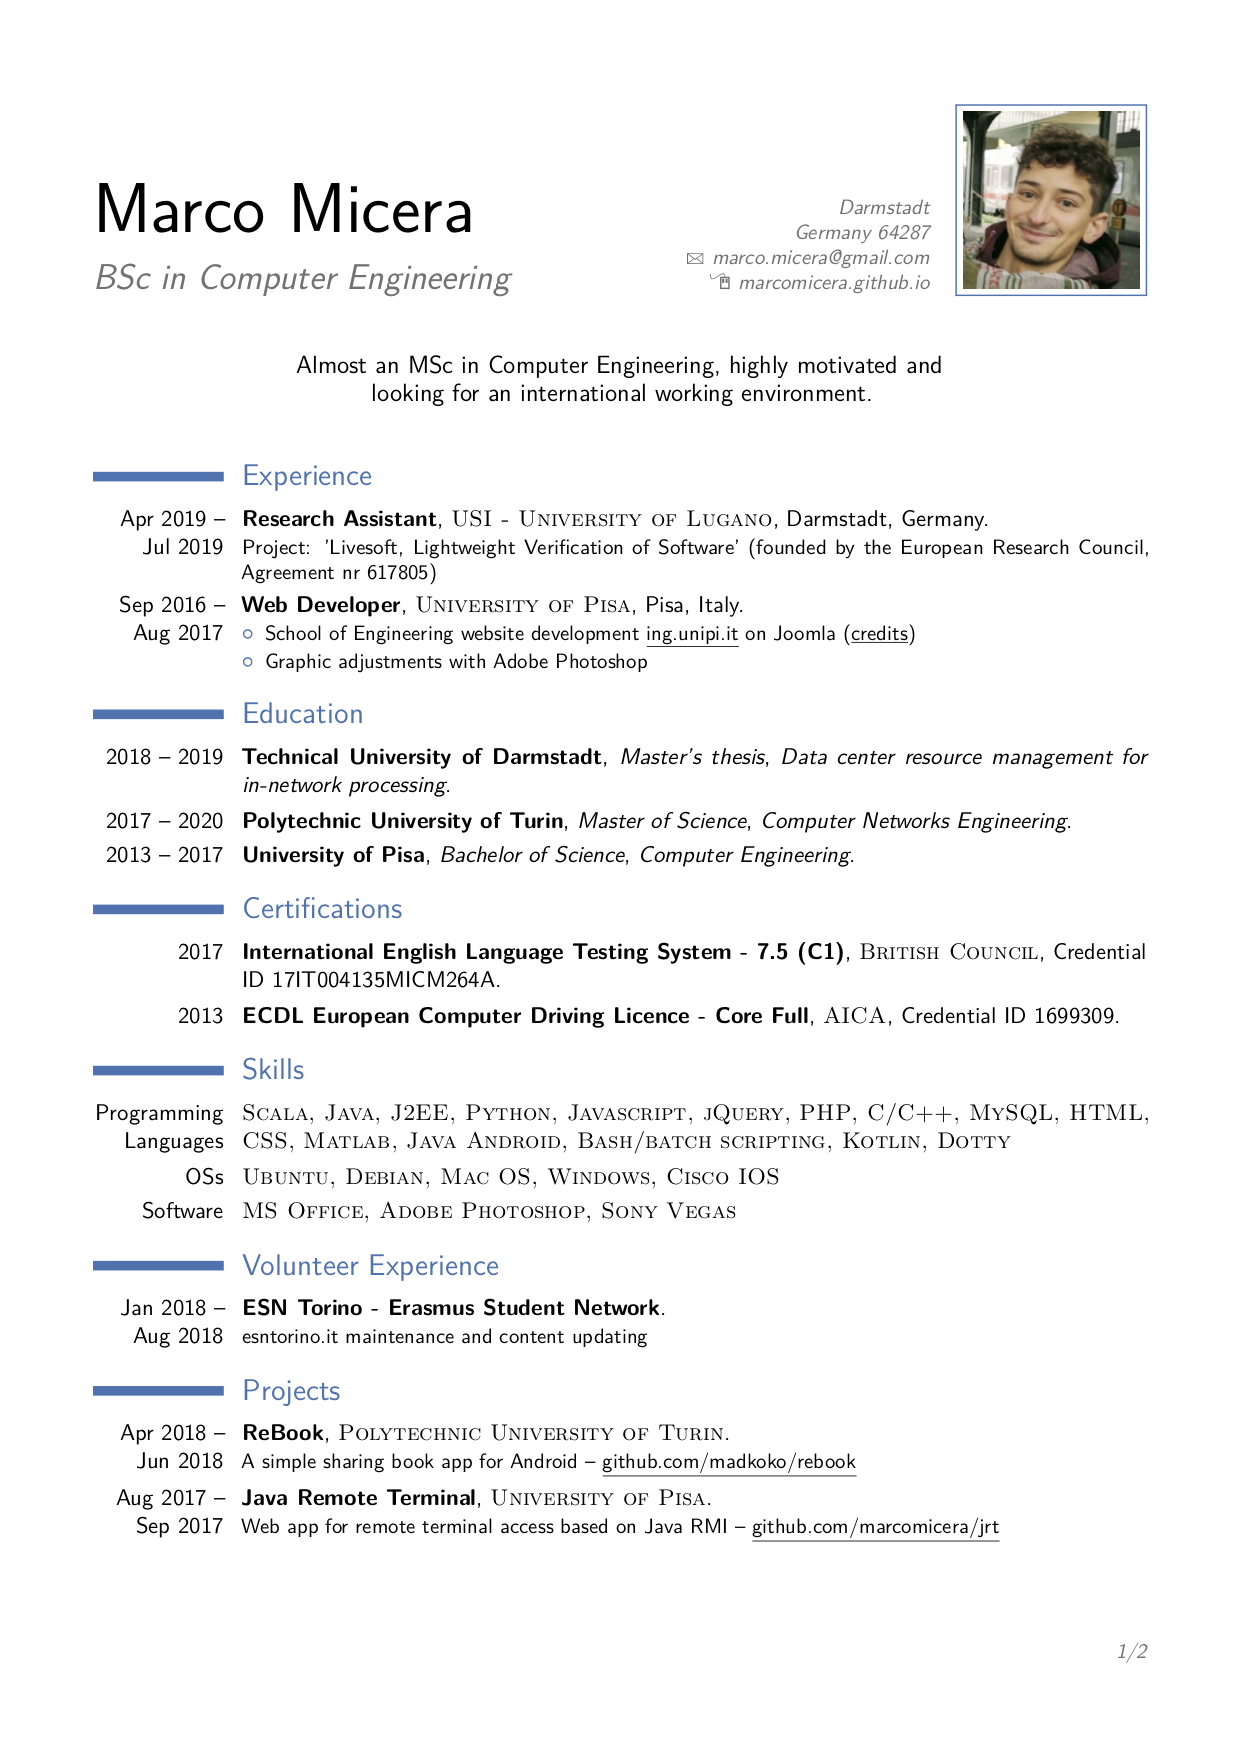 Marco Micera
BSc in Computer Engineering
Darmstadt
Germany 64287
✉ marco.micera@gmail.com
marcomicera.github.io
Almost an MSc in Computer Engineering, highly motivated and
looking for an international working environment.
Experience
Apr 2019 – Research Assistant, USI - University of Lugano, Darmstadt, Germany.
Jul 2019 Project: 'Livesoft, Lightweight Verification of Software' (founded by the European Research Council,
Agreement nr 617805)
Sep 2016 – Web Developer, University of Pisa, Pisa, Italy.
Aug 2017 ○ School of Engineering website development ing.unipi.it on Joomla (credits)
○ Graphic adjustments with Adobe Photoshop
Education
2018 – 2019 Technical University of Darmstadt, Master's thesis, Data center resource management for
in-network processing.
2017 – 2020 Polytechnic University of Turin, Master of Science, Computer Networks Engineering.
2013 – 2017 University of Pisa, Bachelor of Science, Computer Engineering.
Certifications
2017 International English Language Testing System - 7.5 (C1), British Council, Credential
ID 17IT004135MICM264A.
2013 ECDL European Computer Driving Licence - Core Full, AICA, Credential ID 1699309.
Skills
Programming Scala, Java, J2EE, Python, Javascript, jQuery, PHP, C/C++, MySQL, HTML,
Languages CSS, Matlab, Java Android, Bash/batch scripting, Kotlin, Dotty
OSs Ubuntu, Debian, Mac OS, Windows, Cisco IOS
Software MS Office, Adobe Photoshop, Sony Vegas
Volunteer Experience
Jan 2018 – ESN Torino - Erasmus Student Network.
Aug 2018 esntorino.it maintenance and content updating
Projects
Apr 2018 – ReBook, Polytechnic University of Turin.
Jun 2018 A simple sharing book app for Android – github.com/madkoko/rebook
Aug 2017 – Java Remote Terminal, University of Pisa.
Sep 2017 Web app for remote terminal access based on Java RMI – github.com/marcomicera/jrt
1/2